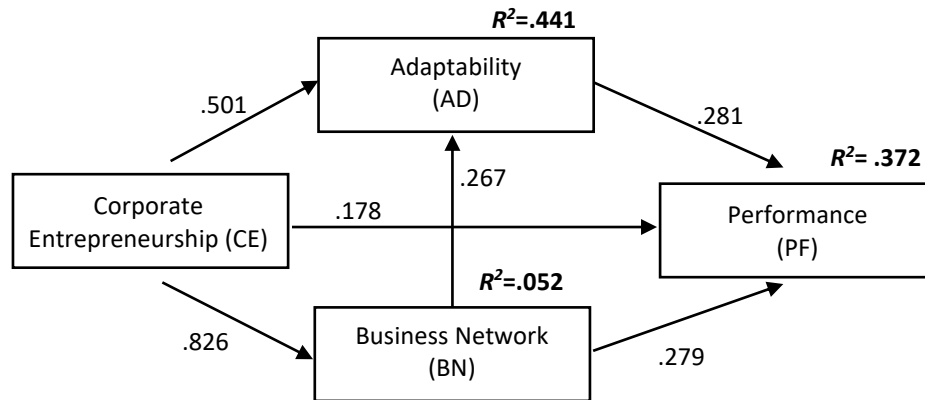 R²=.441
Adaptability
(AD)
.501
.281
R²= .372
.267
Corporate
Entrepreneurship (CE)
.178
Performance
(PF)
R²=.052
.826
Business Network
(BN)
.279